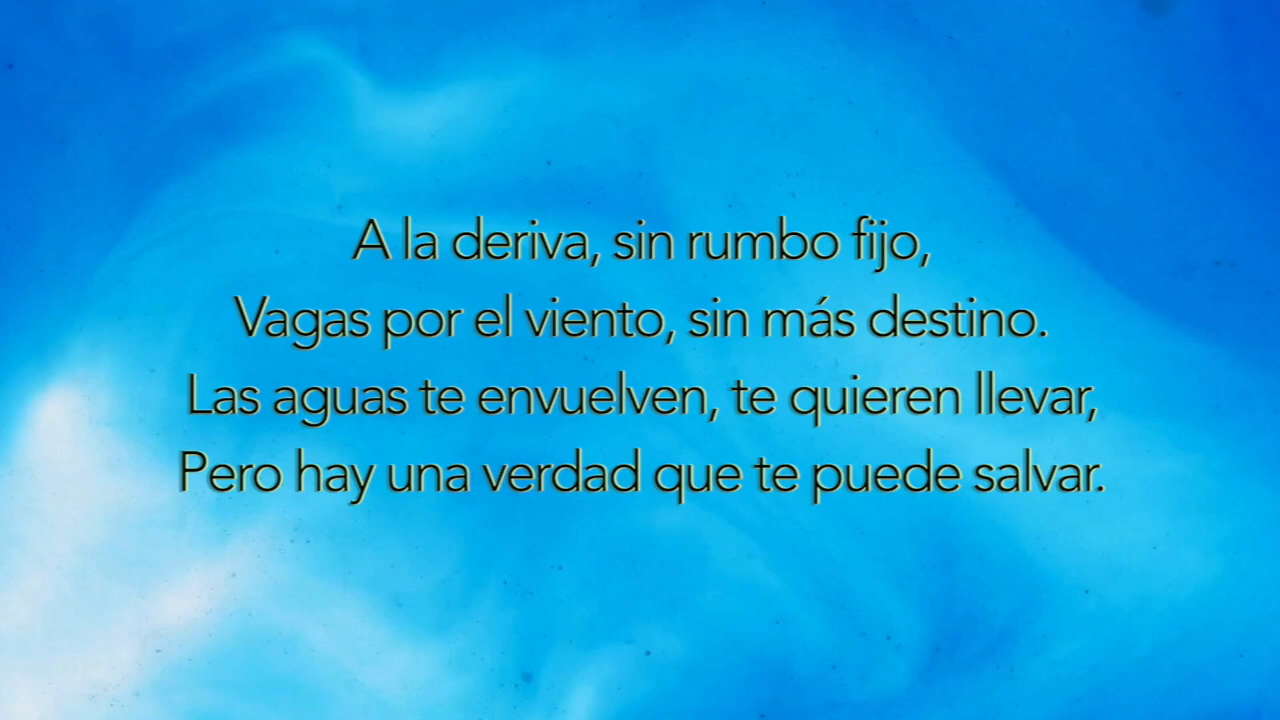 A la deriva, sin rumbo fijo,
Vagas por el viento, sin más destino.
Las aguas te envuelven, te quieren llevar,
Pero hay una verdad que te puede salvar.